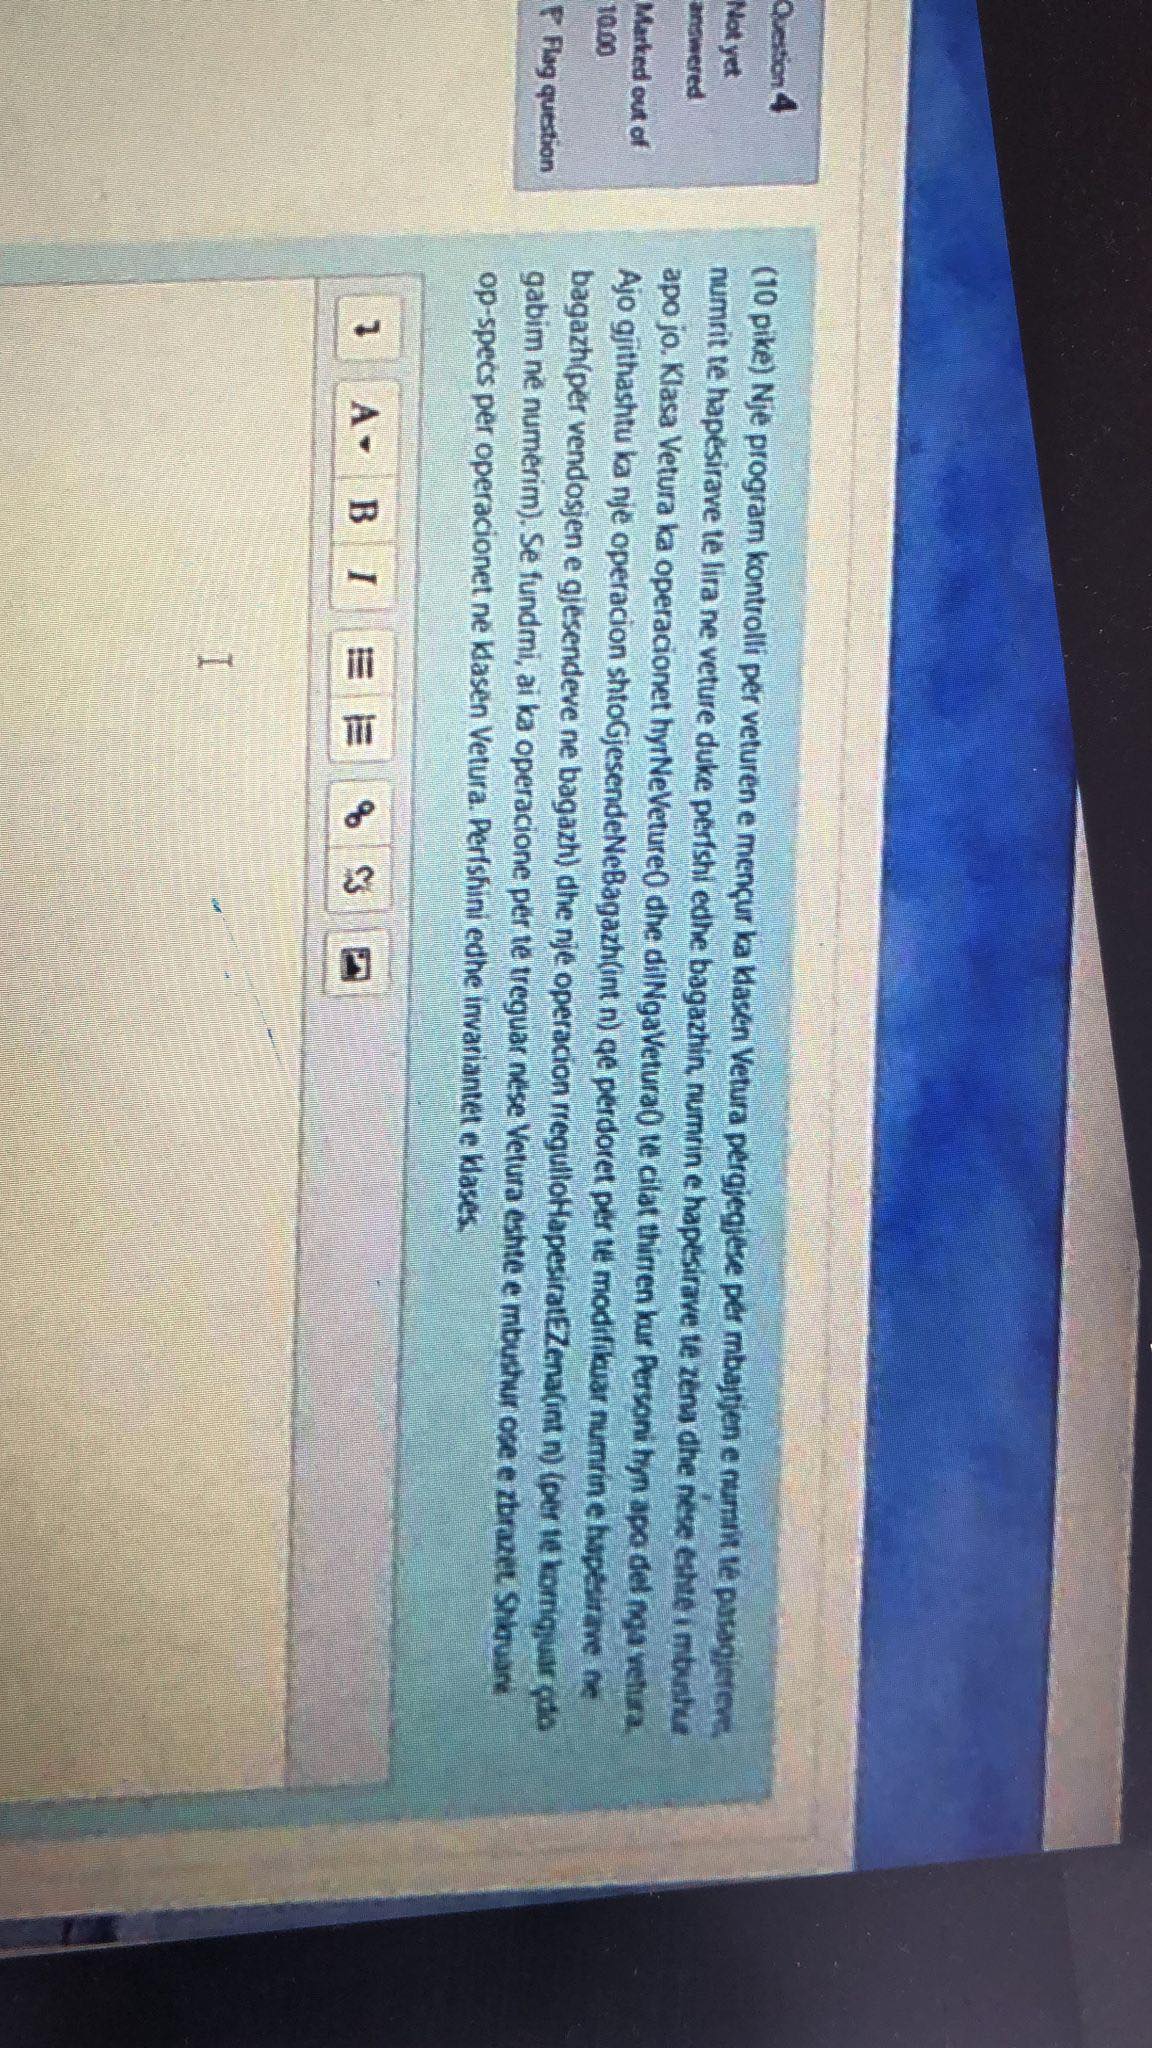 Question 4
Not yet
answered
Marked out of
10.00
Flag question
(10 pikë) Një program kontrolli për veturën e mençur ka klasën Vetura përgjegjëse për mbajtjen e numrit të pasagjereve,
numrit të hapësirave të lira ne veture duke përfshi edhe bagazhin, numrin e hapësirave të zëna dhe nëse është i mbushur
apo jo. Klasa Vetura ka operacionet hyrNeVeture() dhe dilNgaVetura() të cilat thirren kur Personi hyn apo del nga vetura.
Ajo gjithashtu ka një operacion shtoGjesendeNeBagazh(int n) që përdoret për të modifikuar numrin e hapësirave ne
bagazh(për vendosjen e gjësendeve ne bagazh) dhe një operacion rregulloHapesiratEZena(int n) (për të korrigjuar çdo
gabim në numërim). Së fundmi, ai ka operacione për të treguar nëse Vetura është e mbushur ose e zbrazët. Shkruani
op-specs për operacionet në klasën Vetura. Perfshini edhe invariantët e klasës.
A B I